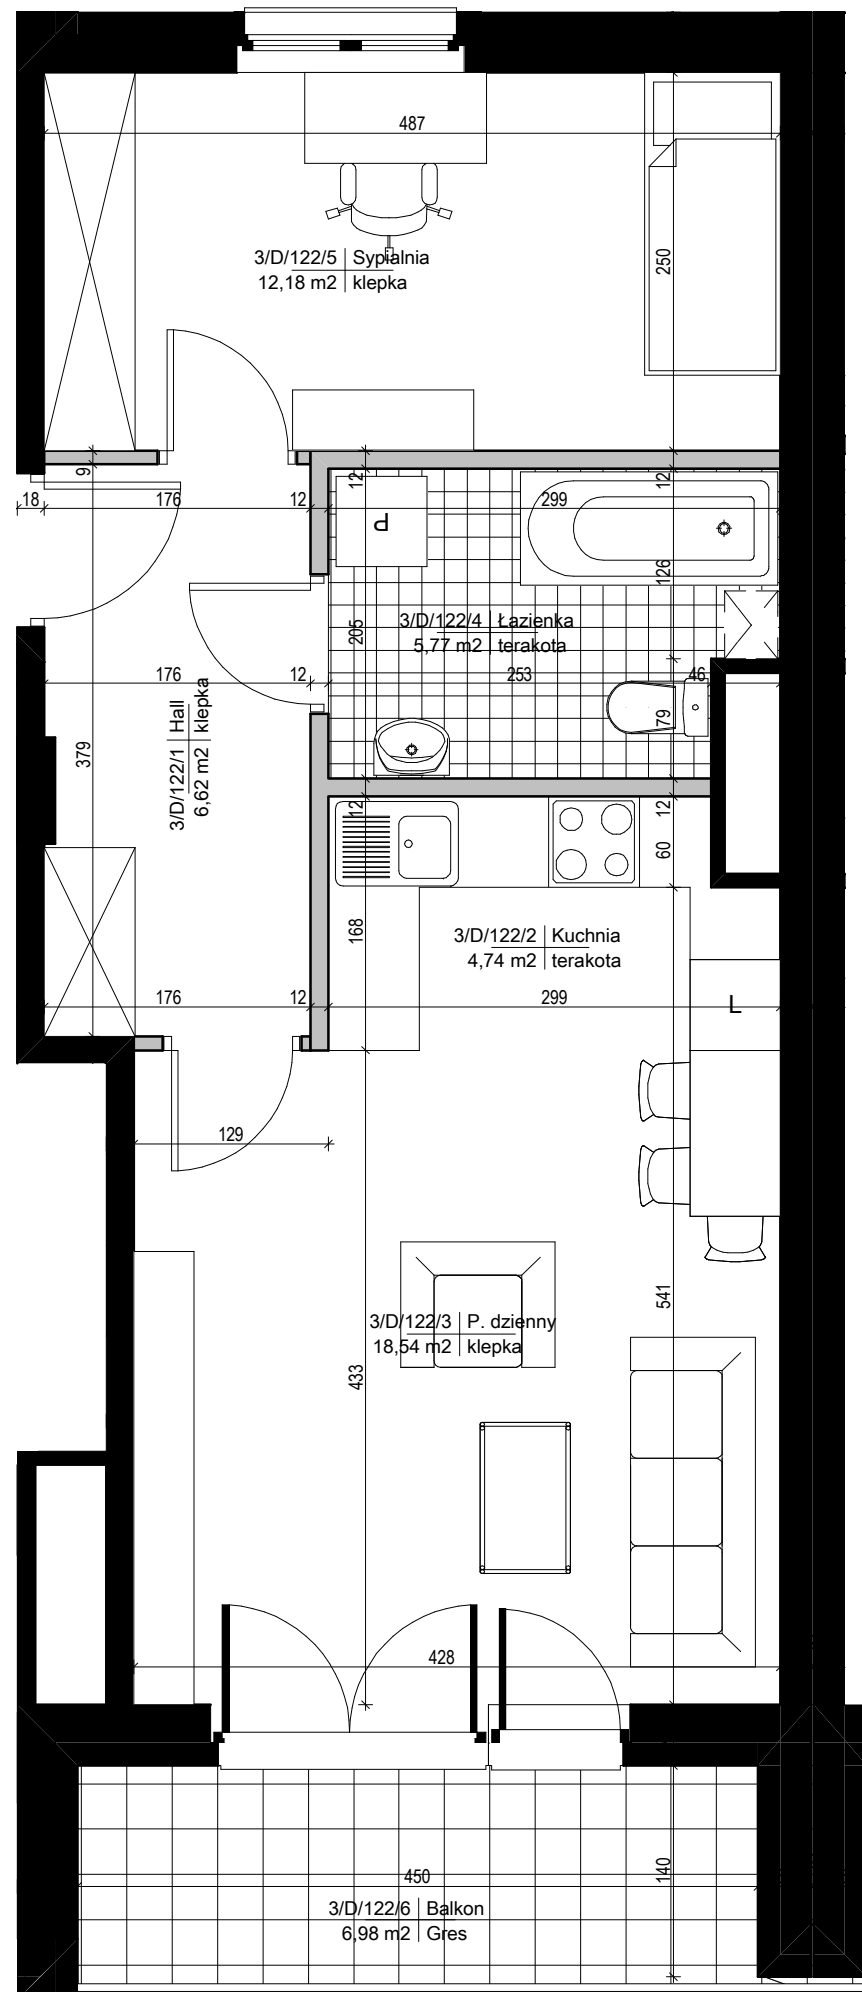 487
250
3/D/122/5 Sypialnia
12,18 m2 klepka
9
12
12
18
176
12
299
P
126
205
3/D/122/4 Łazienka
5,77 m2 terakota
176
12
253
46
79
379
3/D/122/1 Hall
6,62 m2 klepka
12
12
60
168
3/D/122/2 Kuchnia
4,74 m2 terakota
176
12
299
L
129
541
3/D/122/3 P. dzienny
18,54 m2 klepka
433
428
450
140
3/D/122/6 Balkon
6,98 m2 Gres